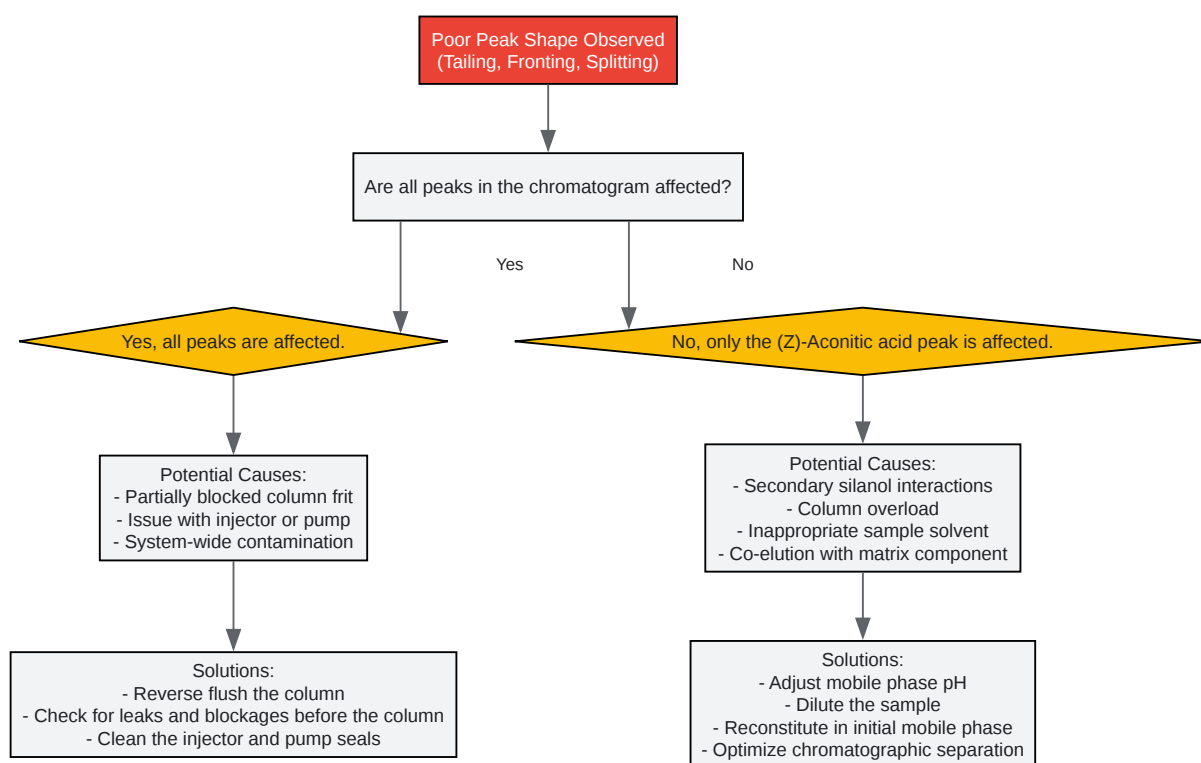 Poor Peak Shape Observed
(Tailing, Fronting, Splitting)
Are all peaks in the chromatogram affected?
Yes
No
Yes, all peaks are affected.
No, only the (Z)-Aconitic acid peak is affected.
Potential Causes:
- Partially blocked column frit
- Issue with injector or pump
- System-wide contamination
Potential Causes:
- Secondary silanol interactions
- Column overload
- Inappropriate sample solvent
- Co-elution with matrix component
Solutions:
- Reverse flush the column
- Check for leaks and blockages before the column
- Clean the injector and pump seals
Solutions:
- Adjust mobile phase pH
- Dilute the sample
- Reconstitute in initial mobile phase
- Optimize chromatographic separation